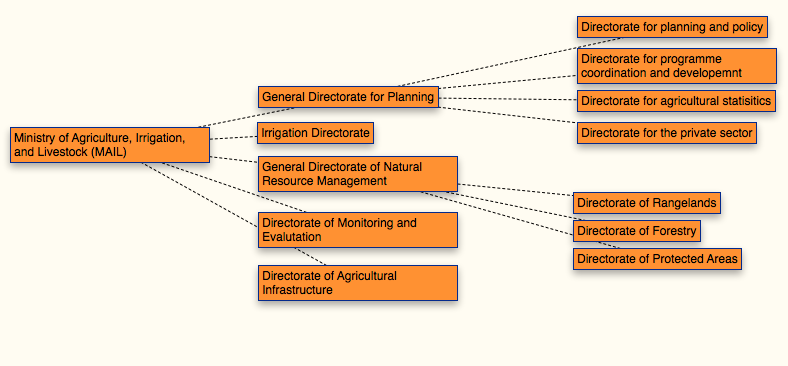 Ministry of Agriculture, Irrigation,
and Livestock (MAIL)
General Directorate for Planning
Irrigation Directorate
General Directorate of Natural
Resource Management
Directorate of Monitoring and
Evalutation
Directorate of Agricultural
Infrastructure
Directorate for planning and policy
Directorate for programme
coordination and developemnt
Directorate for agricultural statisitics
Directorate for the private sector
Directorate of Rangelands
Directorate of Forestry
Directorate of Protected Areas